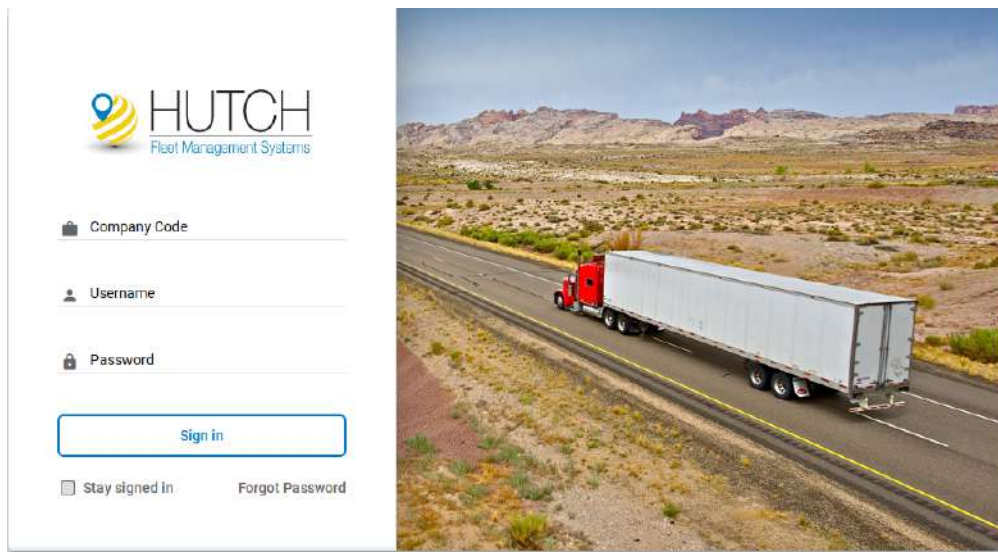 HUTCH
Fleet Management Systems
Company Code
Username
Password
Sign in
Stay signed in
Forgot Password